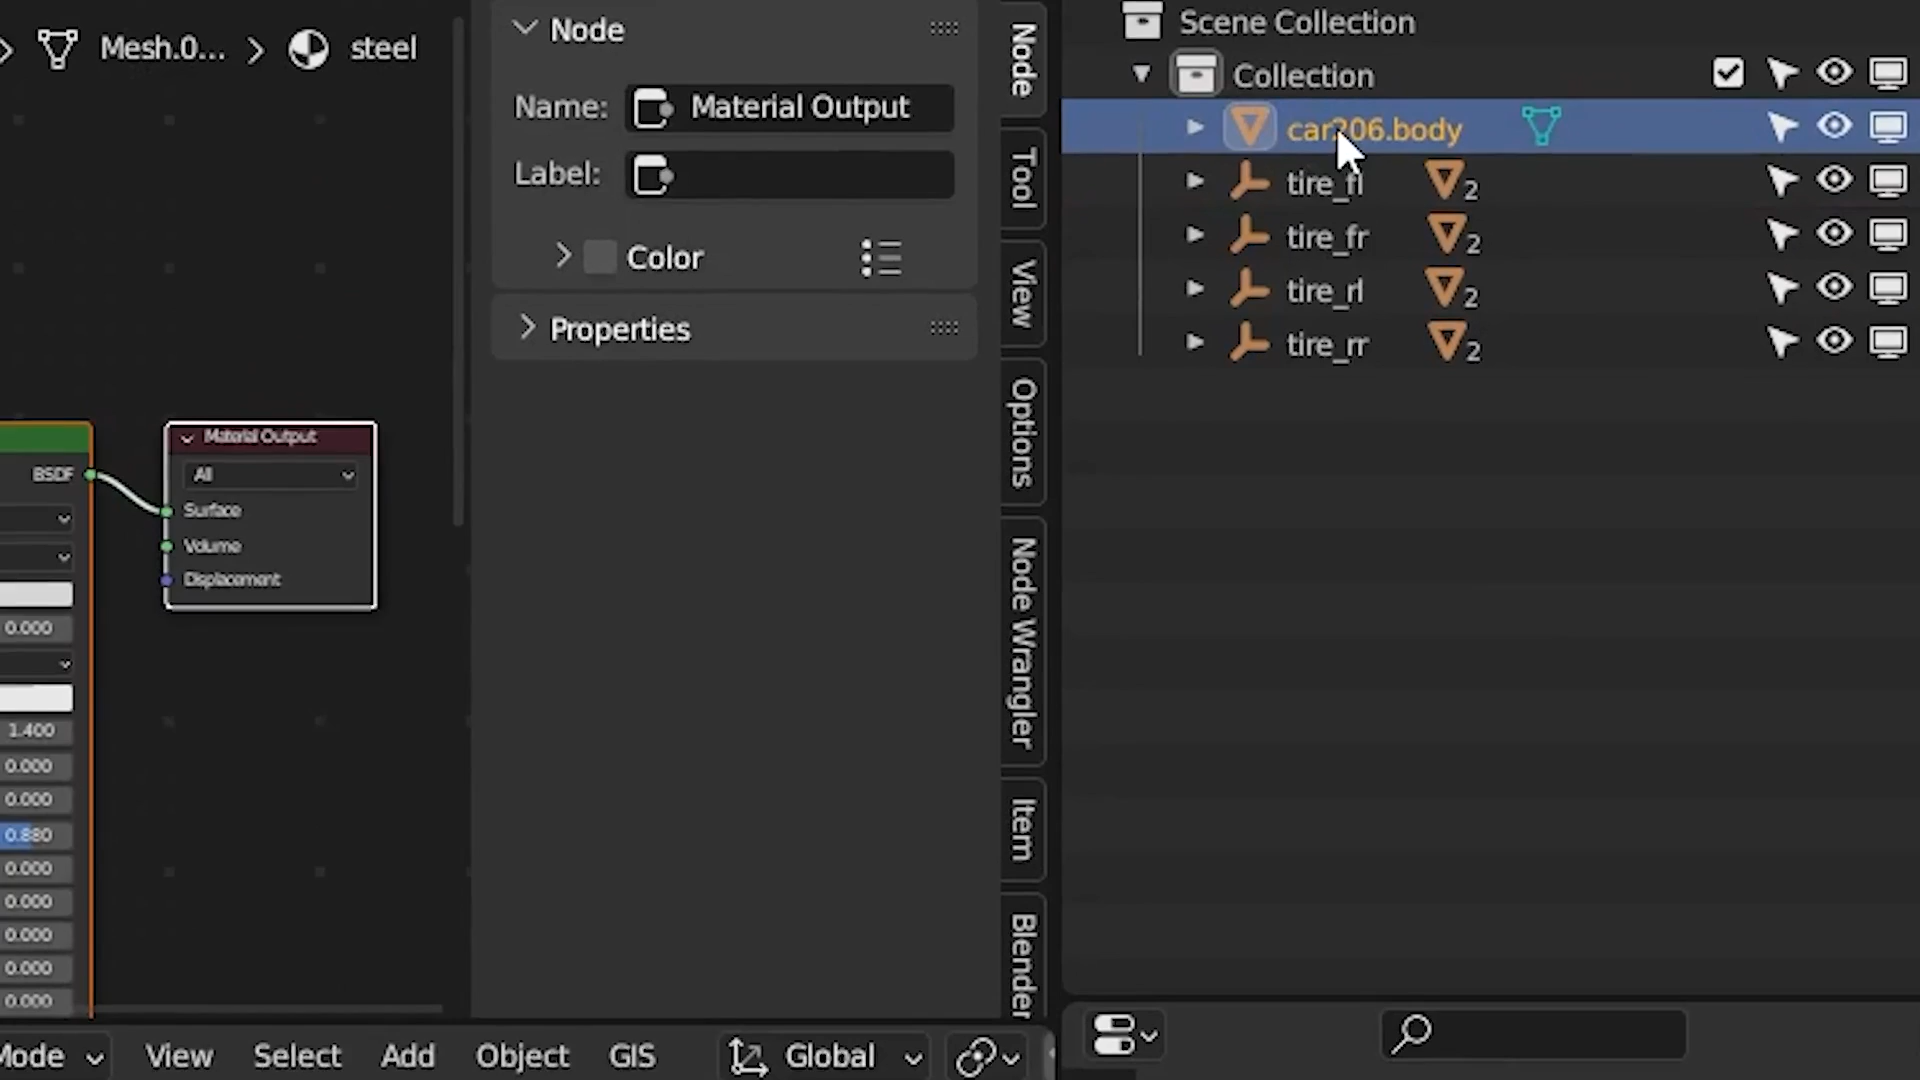 Mesh.0... > steel
BSDF
0.000
1.400
0.000
0.000
0.880
0.000
0.000
0.000
0.000
0.000
Material Output
All
Surface
Volume
Displacement
Node
Name: Material Output
Label:
Color
Properties
Node
Tool
View
Options
Node Wrangler
Item
Blender
Scene Collection
Collection
car206.body
tire_fl 2
tire_fr 2
tire_rl 2
tire_rr 2
Mode View Select Add Object GIS Global